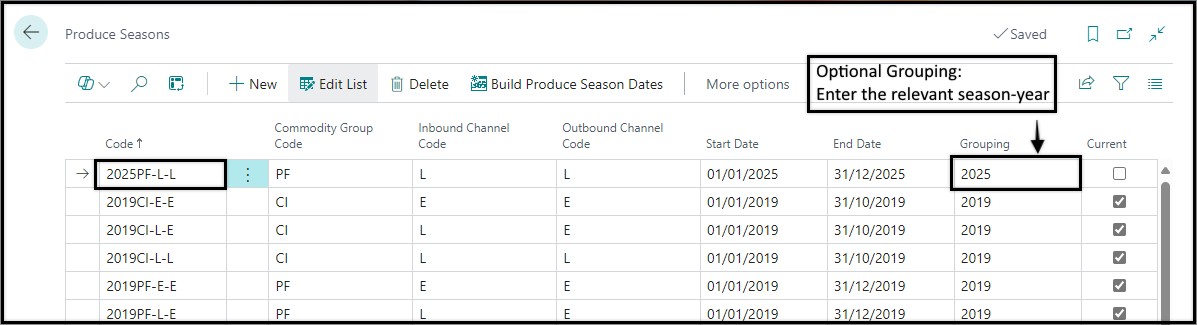 Produce Seasons
Saved
New Edit List Delete Build Produce Season Dates More options
Optional Grouping:
Enter the relevant season-year
Code ↑ Commodity Group Code Inbound Channel Code Outbound Channel Code Start Date End Date Grouping Current
2025PF-L-L PF L L 01/01/2025 31/12/2025 2025
2019CI-E-E CI E E 01/01/2019 31/10/2019 2019
2019CI-L-E CI L E 01/01/2019 31/10/2019 2019
2019CI-L-L CI L L 01/01/2019 31/10/2019 2019
2019PF-E-E PF E E 01/01/2019 31/12/2019 2019
2019PF-L-E PF L E 01/01/2019 31/12/2019 2019